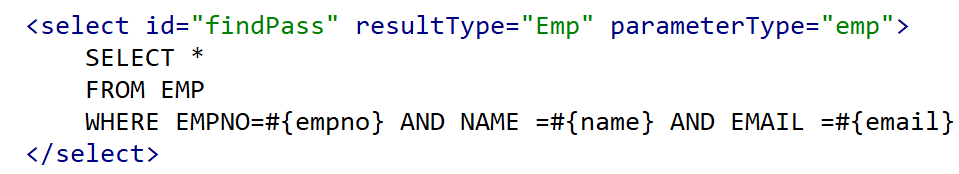 <select id="findPass" resultType="Emp" parameterType="emp">
SELECT *
FROM EMP
WHERE EMPNO=#{empno} AND NAME =#{name} AND EMAIL =#{email}
</select>